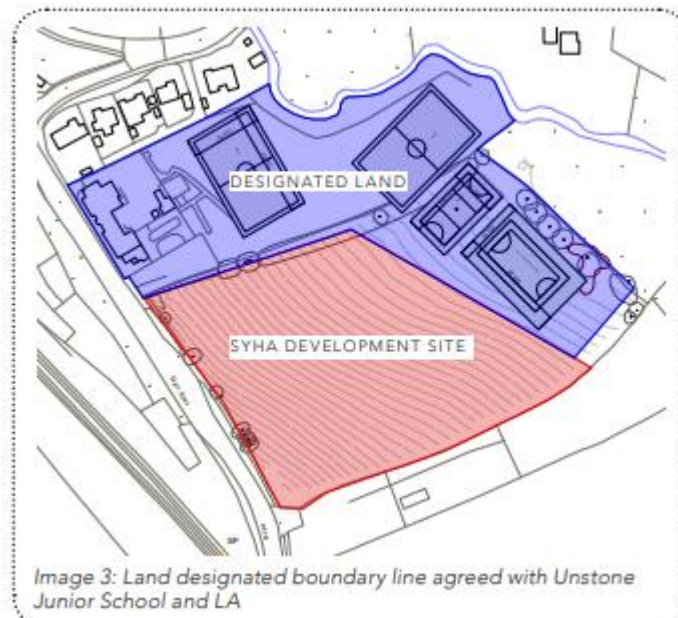 DESIGNATED LAND
SYHA DEVELOPMENT SITE
Image 3: Land designated boundary line agreed with Unstone
Junior School and LA